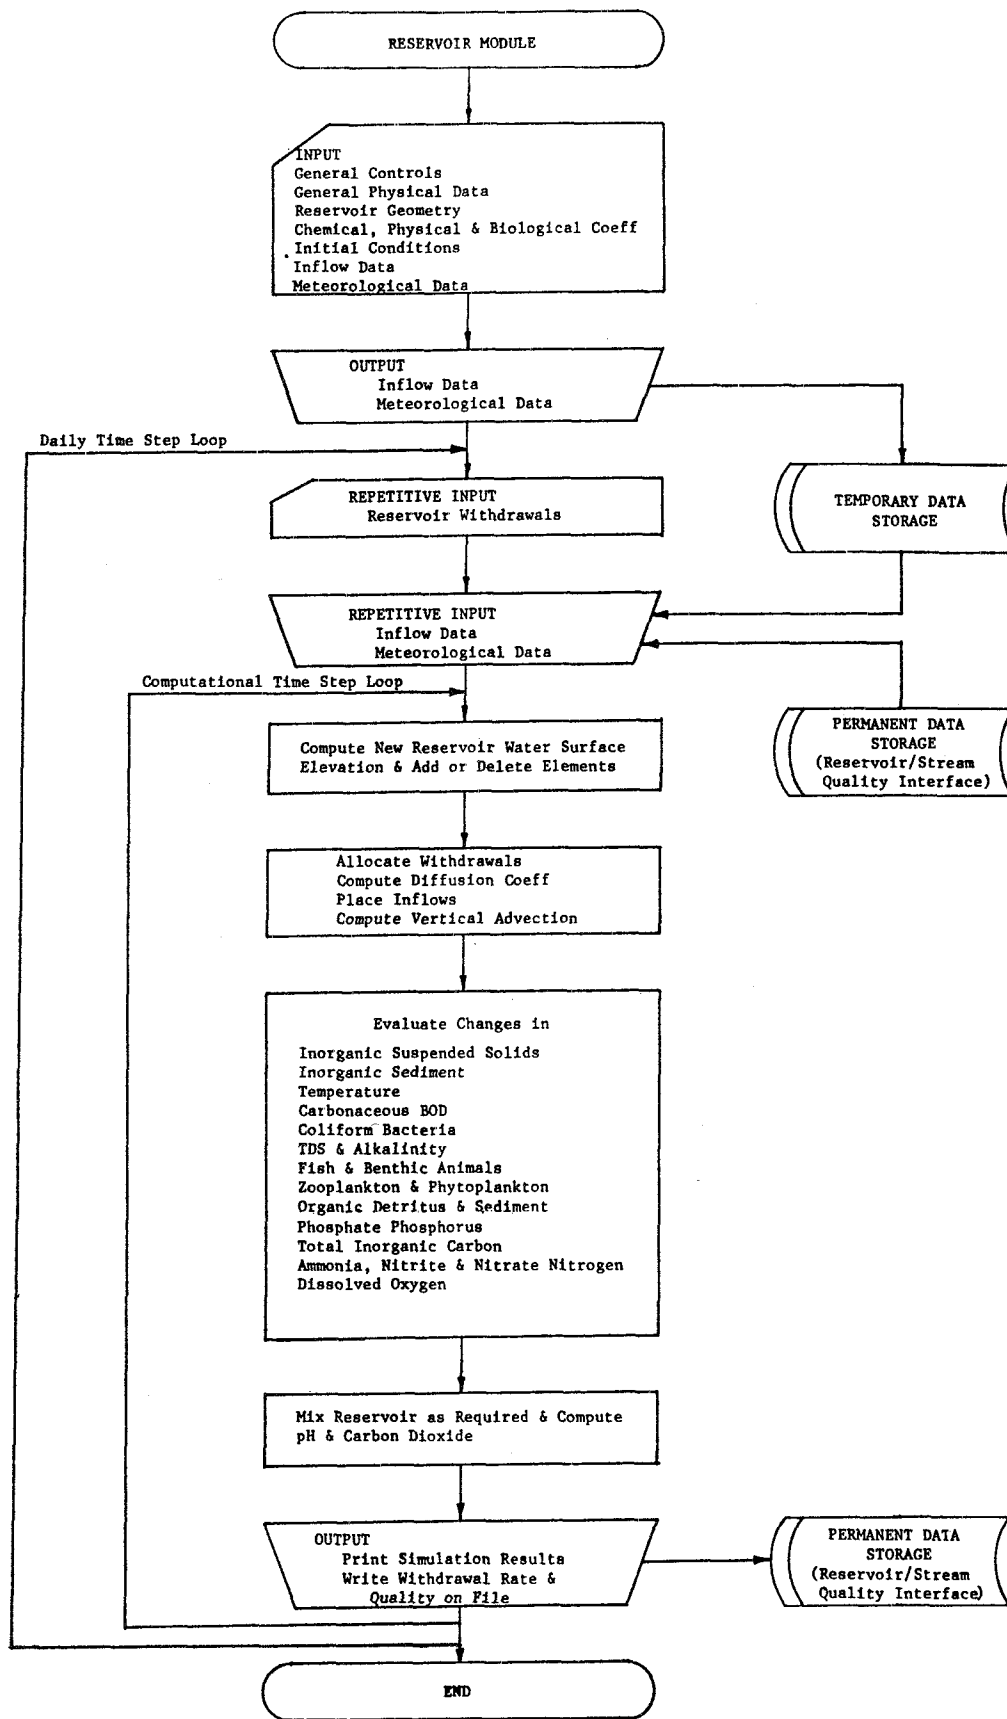 RESERVOIR MODULE
INPUT
General Controls
General Physical Data
Reservoir Geometry
Chemical, Physical & Biological Coeff
Initial Conditions
Inflow Data
Meteorological Data
OUTPUT
Inflow Data
Meteorological Data
Daily Time Step Loop
REPETITIVE INPUT
Reservoir Withdrawals
TEMPORARY DATA
STORAGE
REPETITIVE INPUT
Inflow Data
Meteorological Data
Computational Time Step Loop
PERMANENT DATA
STORAGE
(Reservoir/Stream
Quality Interface)
Compute New Reservoir Water Surface
Elevation & Add or Delete Elements
Allocate Withdrawals
Compute Diffusion Coeff
Place Inflows
Compute Vertical Advection
Evaluate Changes in
Inorganic Suspended Solids
Inorganic Sediment
Temperature
Carbonaceous BOD
Coliform Bacteria
TDS & Alkalinity
Fish & Benthic Animals
Zooplankton & Phytoplankton
Organic Detritus & Sediment
Phosphate Phosphorus
Total Inorganic Carbon
Ammonia, Nitrite & Nitrate Nitrogen
Dissolved Oxygen
Mix Reservoir as Required & Compute
pH & Carbon Dioxide
OUTPUT
Print Simulation Results
Write Withdrawal Rate &
Quality on File
PERMANENT DATA
STORAGE
(Reservoir/Stream
Quality Interface)
END